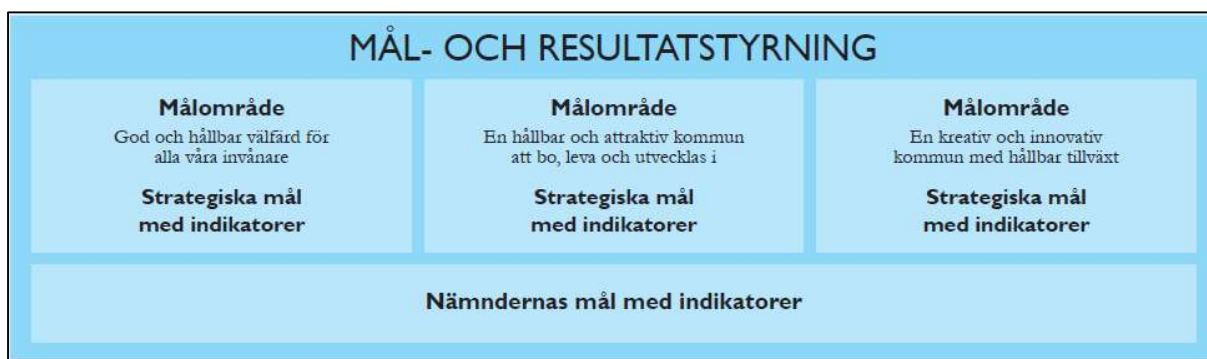 MÅL- OCH RESULTATSTYRNING
Målområde
God och hållbar välfärd för
alla våra invånare
Strategiska mål
med indikatorer
Målområde
En hållbar och attraktiv kommun
att bo, leva och utvecklas i
Strategiska mål
med indikatorer
Målområde
En kreativ och innovativ
kommun med hållbar tillväxt
Strategiska mål
med indikatorer
Nämndernas mål med indikatorer